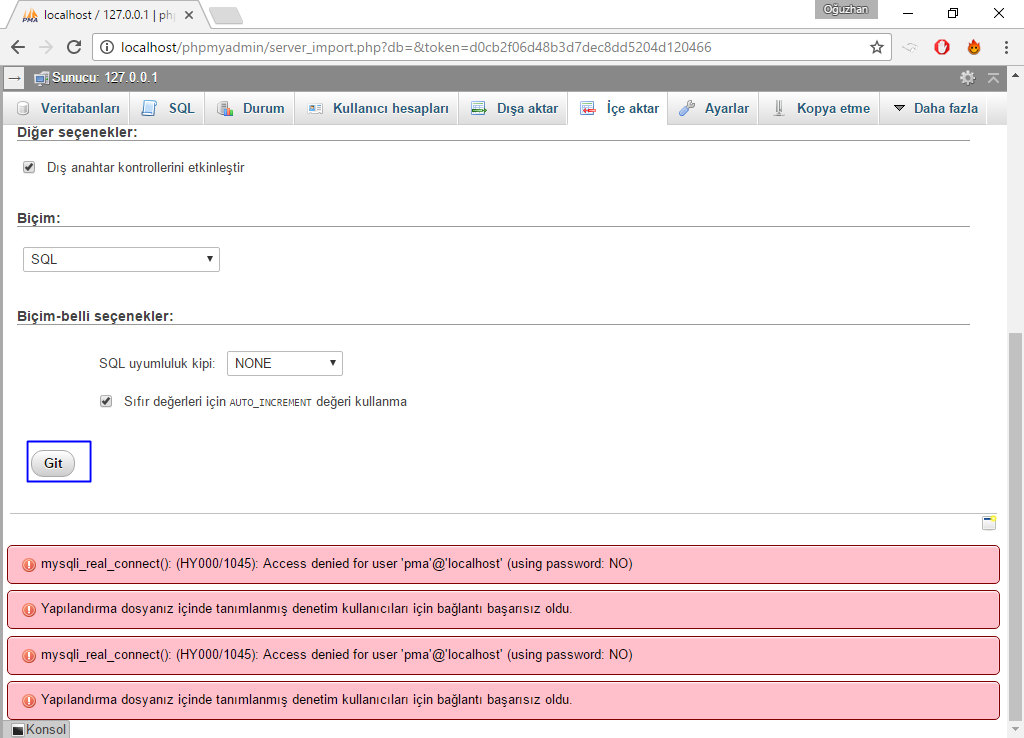 localhost / 127.0.0.1 | ph
Oğuzhan
localhost/phpmyadmin/server_import.php?db=&token=d0cb2f06d48b3d7dec8dd5204d120466
Sunucu: 127.0.0.1
Veritabanları SQL Durum Kullanıcı hesapları Dışa aktar İçe aktar Ayarlar Kopya etme Daha fazla
Diğer seçenekler:
Dış anahtar kontrollerini etkinleştir
Biçim:
SQL
Biçim-belli seçenekler:
SQL uyumluluk kipi: NONE
Sıfır değerleri için AUTO_INCREMENT değeri kullanma
Git
mysqli_real_connect(): (HY000/1045): Access denied for user 'pma'@'localhost' (using password: NO)
Yapılandırma dosyanız içinde tanımlanmış denetim kullanıcıları için bağlantı başarısız oldu.
mysqli_real_connect(): (HY000/1045): Access denied for user 'pma'@'localhost' (using password: NO)
Yapılandırma dosyanız içinde tanımlanmış denetim kullanıcıları için bağlantı başarısız oldu.
Konsol